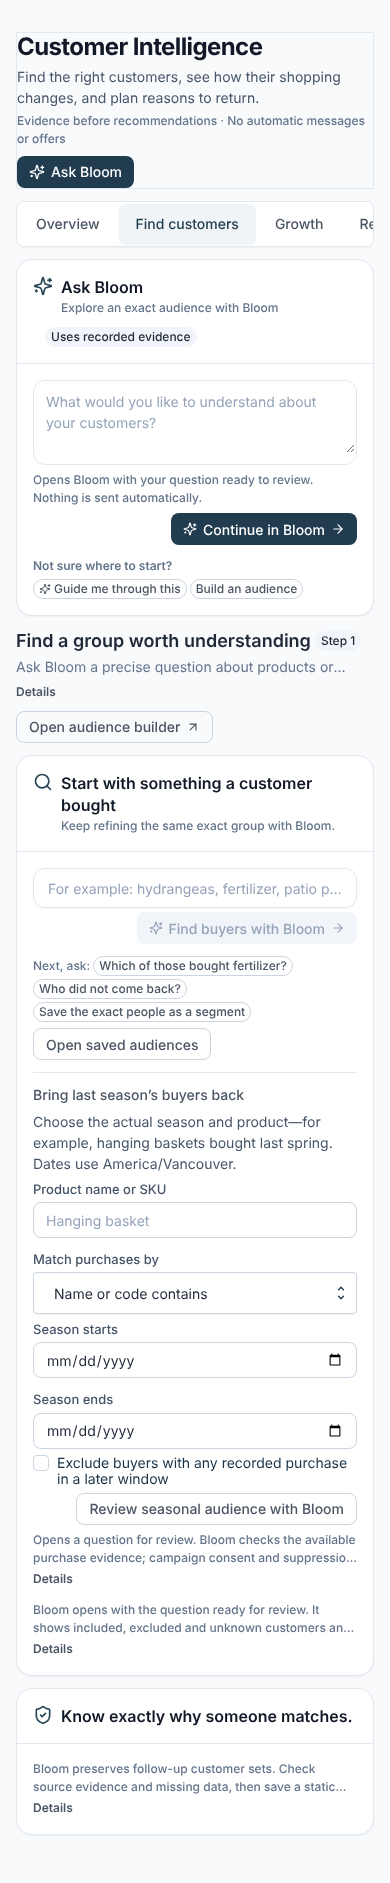 Customer Intelligence
Find the right customers, see how their shopping
changes, and plan reasons to return.
Evidence before recommendations · No automatic messages
or offers
Ask Bloom
Overview
Find customers
Growth
Re
Ask Bloom
Explore an exact audience with Bloom
Uses recorded evidence
What would you like to understand about
your customers?
Opens Bloom with your question ready to review.
Nothing is sent automatically.
Continue in Bloom
Not sure where to start?
Guide me through this
Build an audience
Find a group worth understanding Step 1
Ask Bloom a precise question about products or...
Details
Open audience builder
Start with something a customer
bought
Keep refining the same exact group with Bloom.
For example: hydrangeas, fertilizer, patio p...
Find buyers with Bloom
Next, ask: Which of those bought fertilizer?
Who did not come back?
Save the exact people as a segment
Open saved audiences
Bring last season’s buyers back
Choose the actual season and product—for
example, hanging baskets bought last spring.
Dates use America/Vancouver.
Product name or SKU
Hanging basket
Match purchases by
Name or code contains
Season starts
mm/dd/yyyy
Season ends
mm/dd/yyyy
Exclude buyers with any recorded purchase
in a later window
Review seasonal audience with Bloom
Opens a question for review. Bloom checks the available
purchase evidence; campaign consent and suppressio...
Details
Bloom opens with the question ready for review. It
shows included, excluded and unknown customers an...
Details
Know exactly why someone matches.
Bloom preserves follow-up customer sets. Check
source evidence and missing data, then save a static...
Details